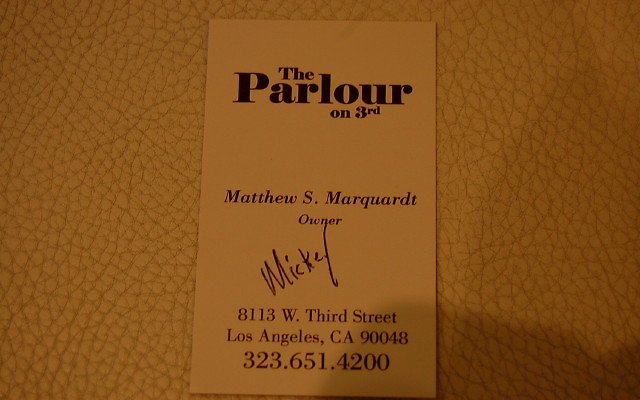 The
Parlour
on 3rd
Matthew S. Marquardt
Owner
Mickey
8113 W. Third Street
Los Angeles, CA 90048
323.651.4200